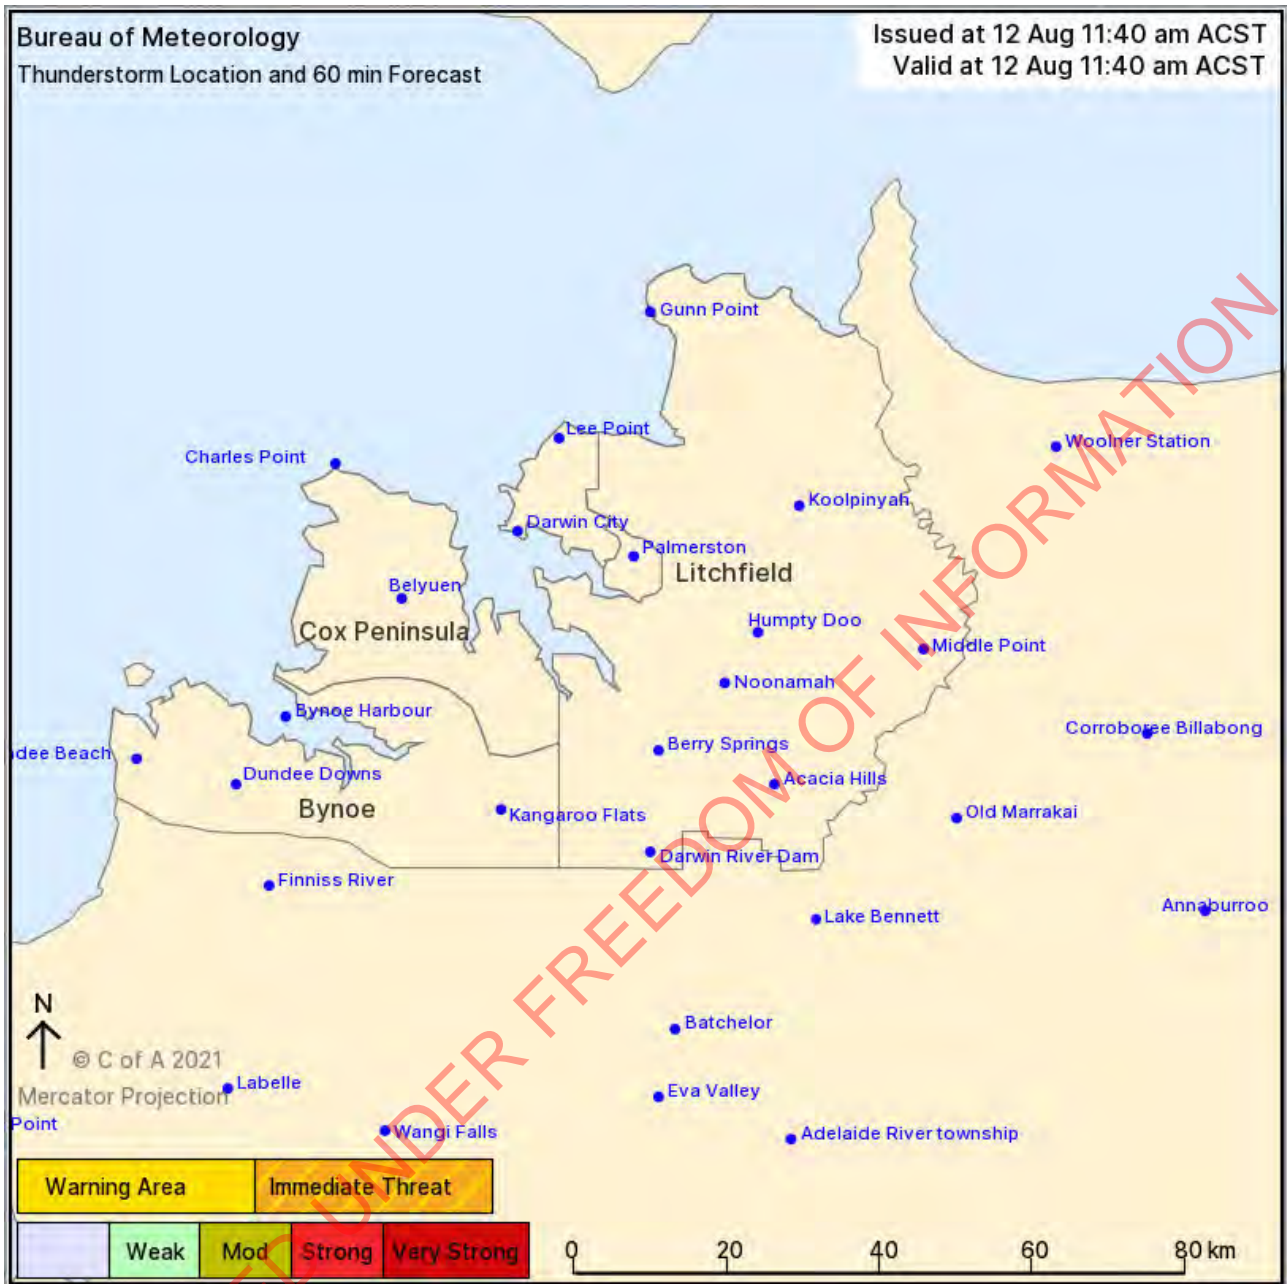 Bureau of Meteorology
Thunderstorm Location and 60 min Forecast
Issued at 12 Aug 11:40 am ACST
Valid at 12 Aug 11:40 am ACST
Gunn Point
Lee Point
Charles Point
Woolner Station
Koolpinyah
Darwin City
Palmerston
Litchfield
Belyuen
Cox Peninsula
Humpty Doo
Middle Point
Noonamah
Bynoe Harbour
Corroboree Billabong
Berry Springs
dee Beach
Dundee Downs
Acacia Hills
Bynoe
Kangaroo Flats
Old Marrakai
Darwin River Dam
Finniss River
Annaburroo
Lake Bennett
N
Batchelor
© C of A 2021
Labelle
Mercator Projection
Eva Valley
Point
Wangi Falls
Adelaide River township
Warning Area
Immediate Threat
Weak
Mod
Strong
Very Strong
0 20 40 60 80 km
UNDER FREEDOM OF INFORMATION